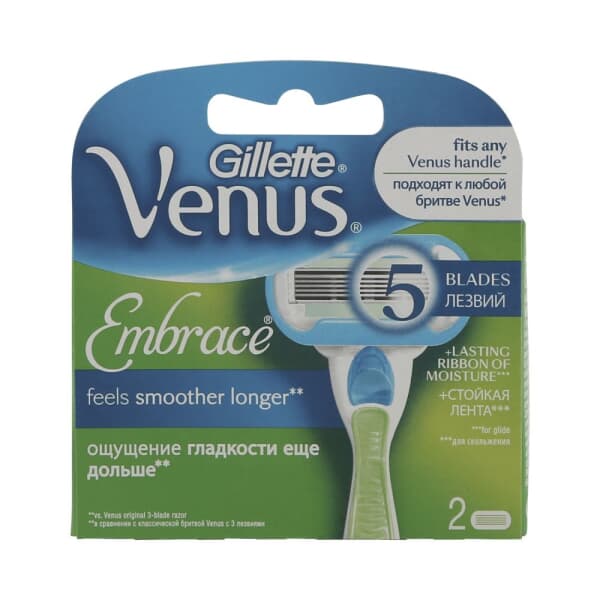 Gillette®
Venus®
fits any
Venus handle*
подходят к любой
бритве Venus*
5 BLADES
ЛЕЗВИЙ
Embrace®
feels smoother longer**
+LASTING
RIBBON OF
MOISTURE***
+СТОЙКАЯ
ЛЕНТА***
***for glide
***для скольжения
ощущение гладкости еще
дольше**
**vs. Venus original 3-blade razor
**в сравнении с классической бритвой Venus с 3 лезвиями
2